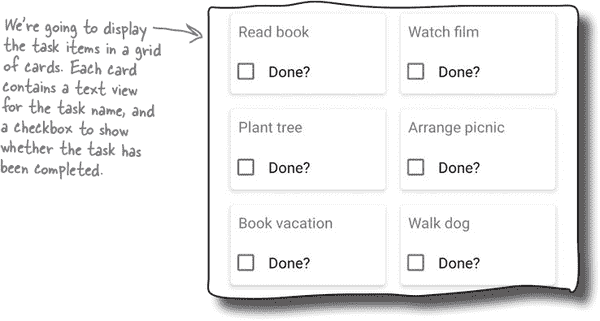 We're going to display
the task items in a grid
of cards. Each card
contains a text view
for the task name, and
a checkbox to show
whether the task has
been completed.
Read book
Watch film
Done?
Done?
Plant tree
Arrange picnic
Done?
Done?
Book vacation
Walk dog
Done?
Done?